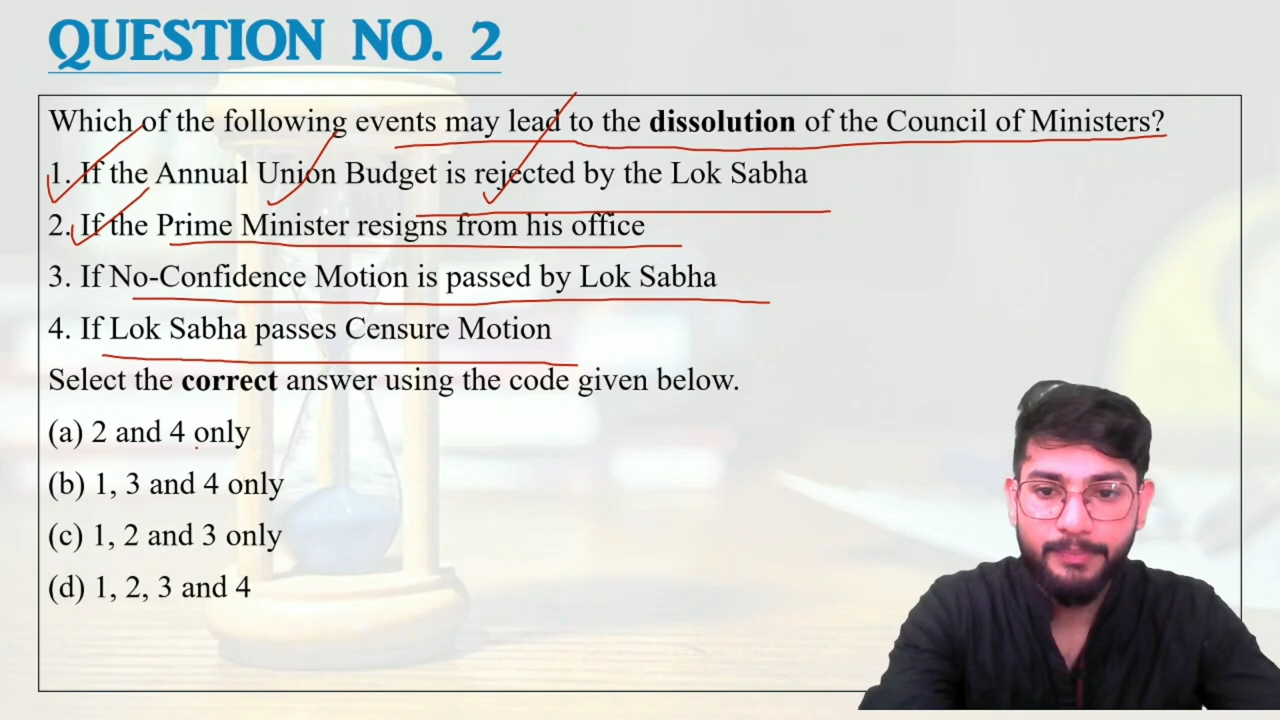 QUESTION NO. 2
Which of the following events may lead to the dissolution of the Council of Ministers?
1. If the Annual Union Budget is rejected by the Lok Sabha
2. If the Prime Minister resigns from his office
3. If No-Confidence Motion is passed by Lok Sabha
4. If Lok Sabha passes Censure Motion
Select the correct answer using the code given below.
(a) 2 and 4 only
(b) 1, 3 and 4 only
(c) 1, 2 and 3 only
(d) 1, 2, 3 and 4